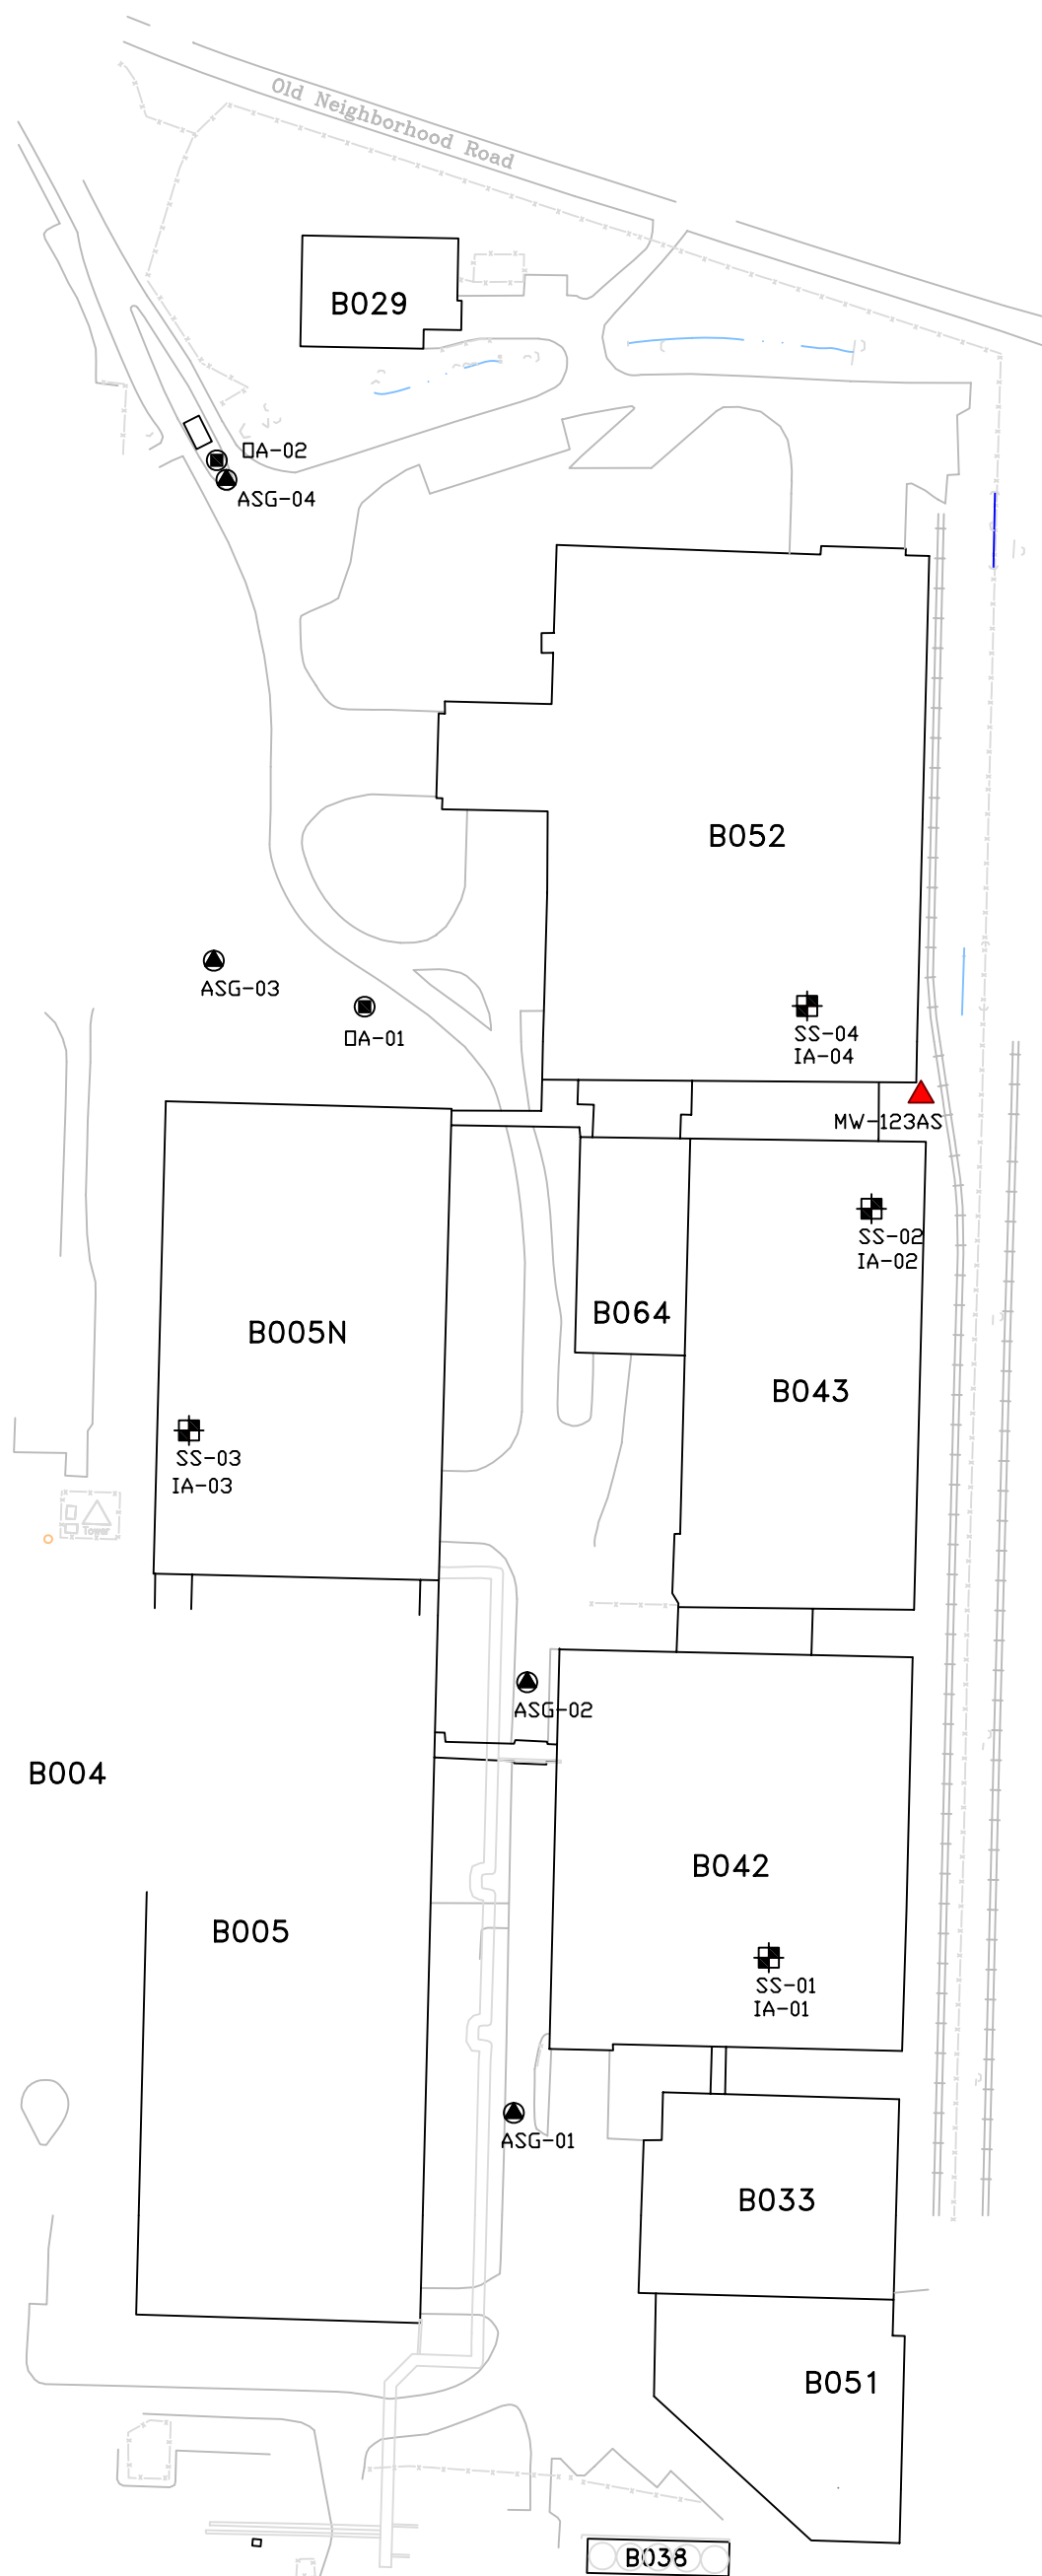 Old Neighborhood Road
B029
OA-02
ASG-04
B052
ASG-03
OA-01
SS-04
IA-04
MW-123AS
SS-02
IA-02
B064
B005N
B043
SS-03
IA-03
Tower
ASG-02
B004
B042
B005
SS-01
IA-01
ASG-01
B033
B051
B038